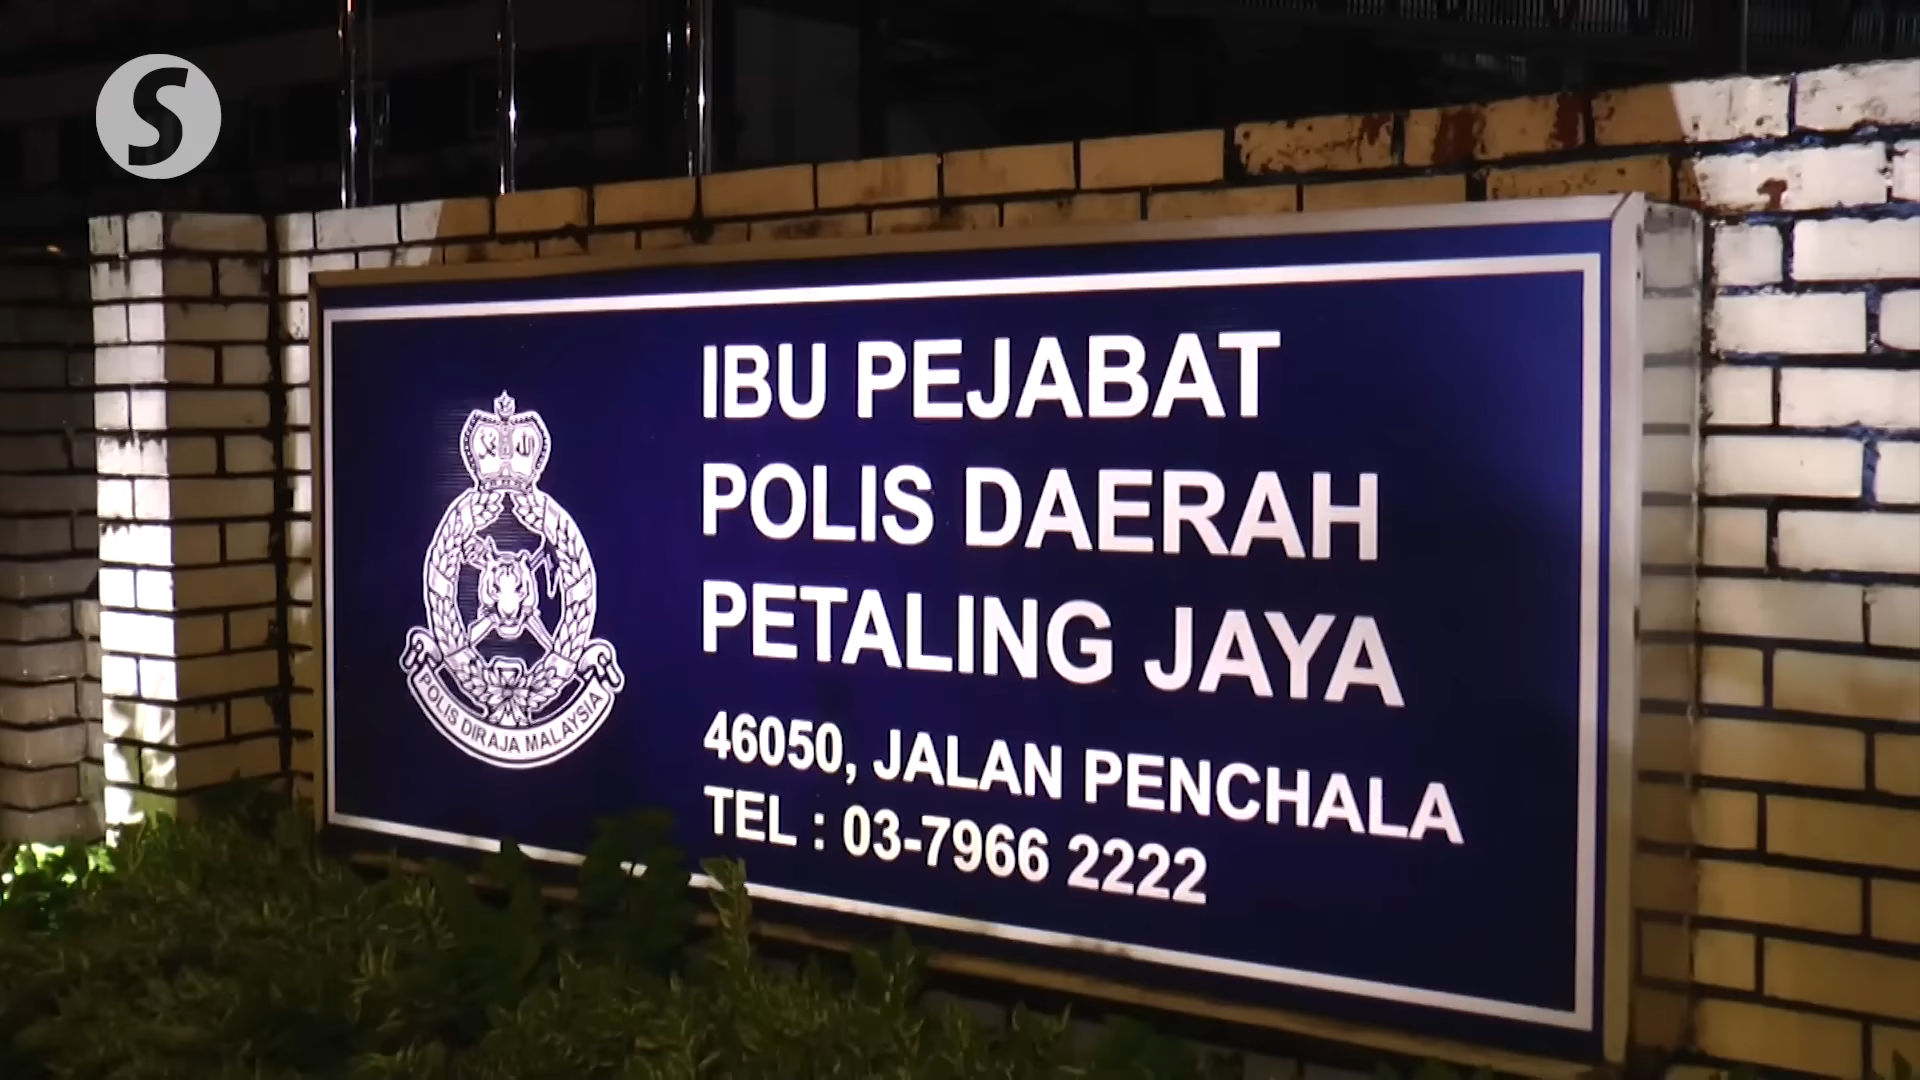 S
IBU PEJABAT
POLIS DAERAH
PETALING JAYA
46050, JALAN PENCHALA
TEL : 03-7966 2222
POLIS DIRAJA MALAYSIA